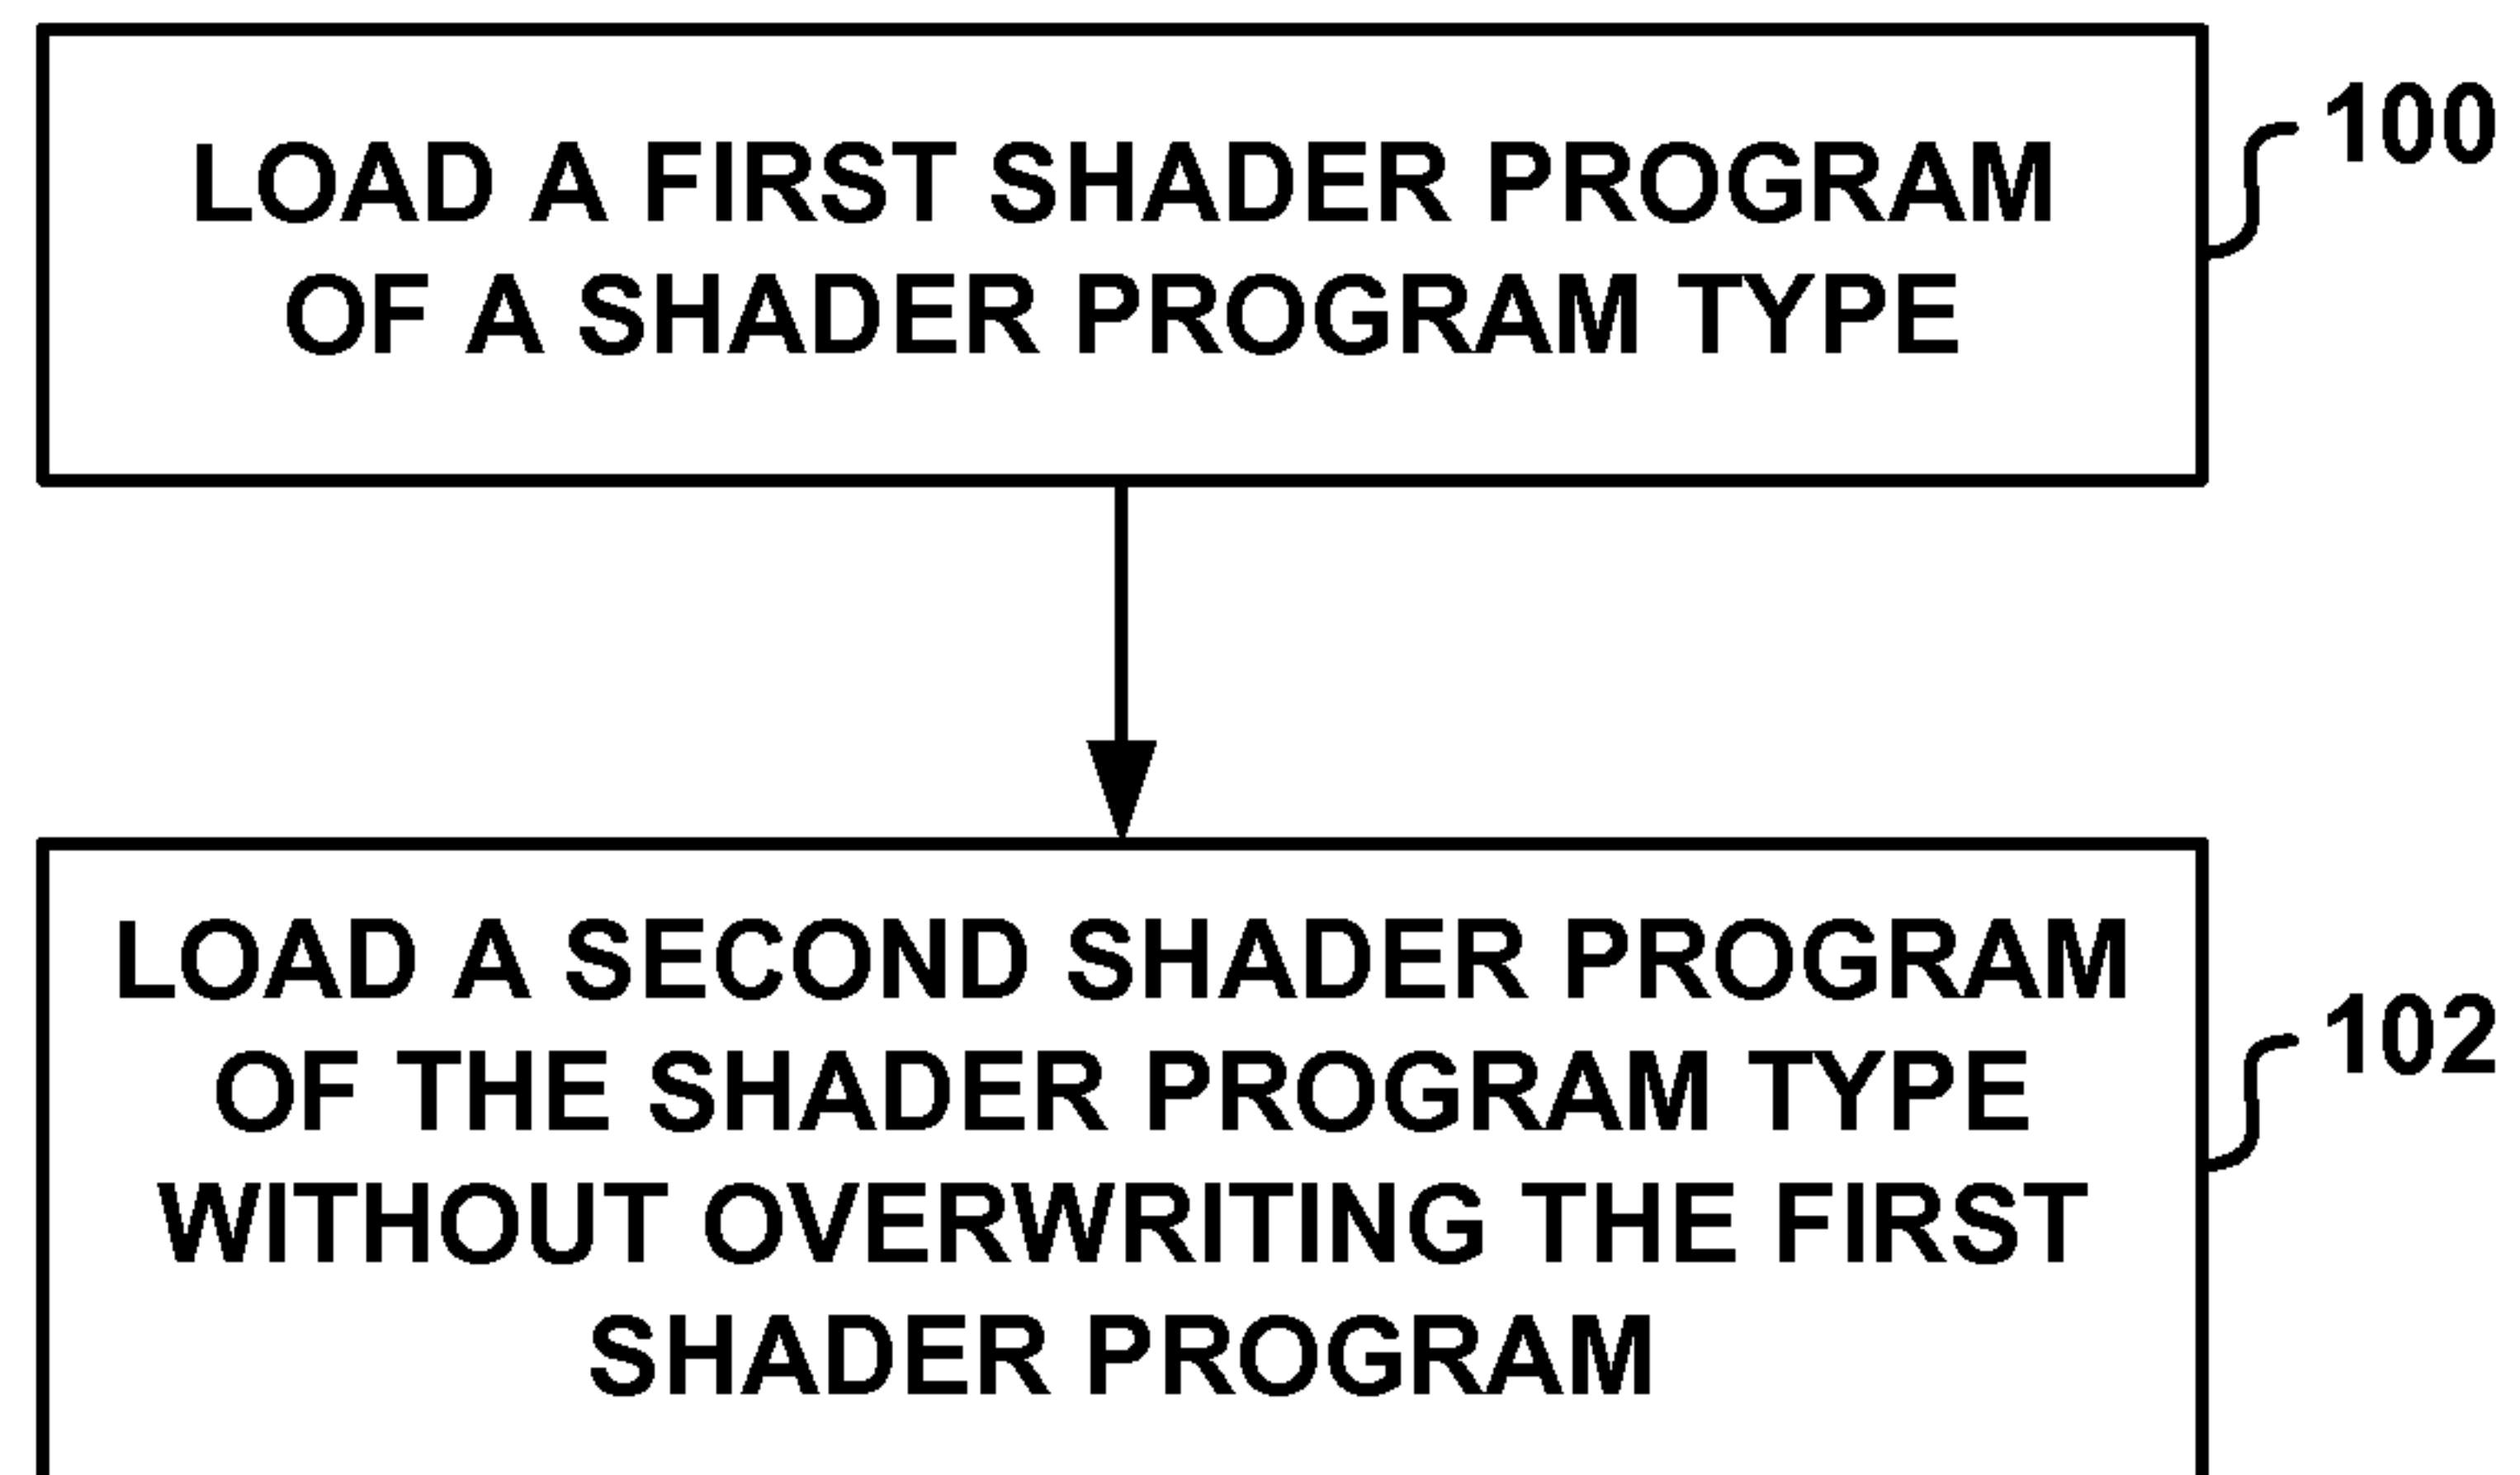 LOAD A FIRST SHADER PROGRAM
OF A SHADER PROGRAM TYPE
100
LOAD A SECOND SHADER PROGRAM
OF THE SHADER PROGRAM TYPE
WITHOUT OVERWRITING THE FIRST
SHADER PROGRAM
102